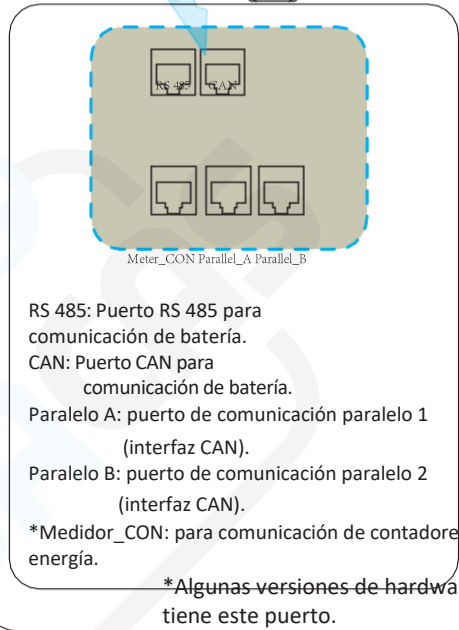 RS 485 CAN
Meter_CON Parallel_A Parallel_B
RS 485: Puerto RS 485 para
comunicación de batería.
CAN: Puerto CAN para
comunicación de batería.
Paralelo A: puerto de comunicación paralelo 1
(interfaz CAN).
Paralelo B: puerto de comunicación paralelo 2
(interfaz CAN).
*Medidor_CON: para comunicación de contadore
energía.
*Algunas versiones de hardwa
tiene este puerto.